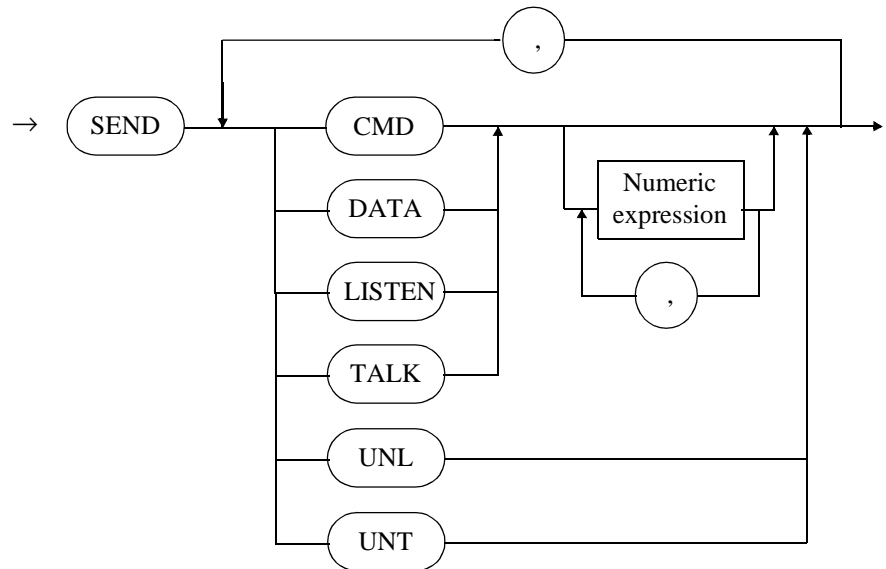 ,
→ SEND CMD
Numeric
expression
DATA
LISTEN
,
TALK
UNL
UNT